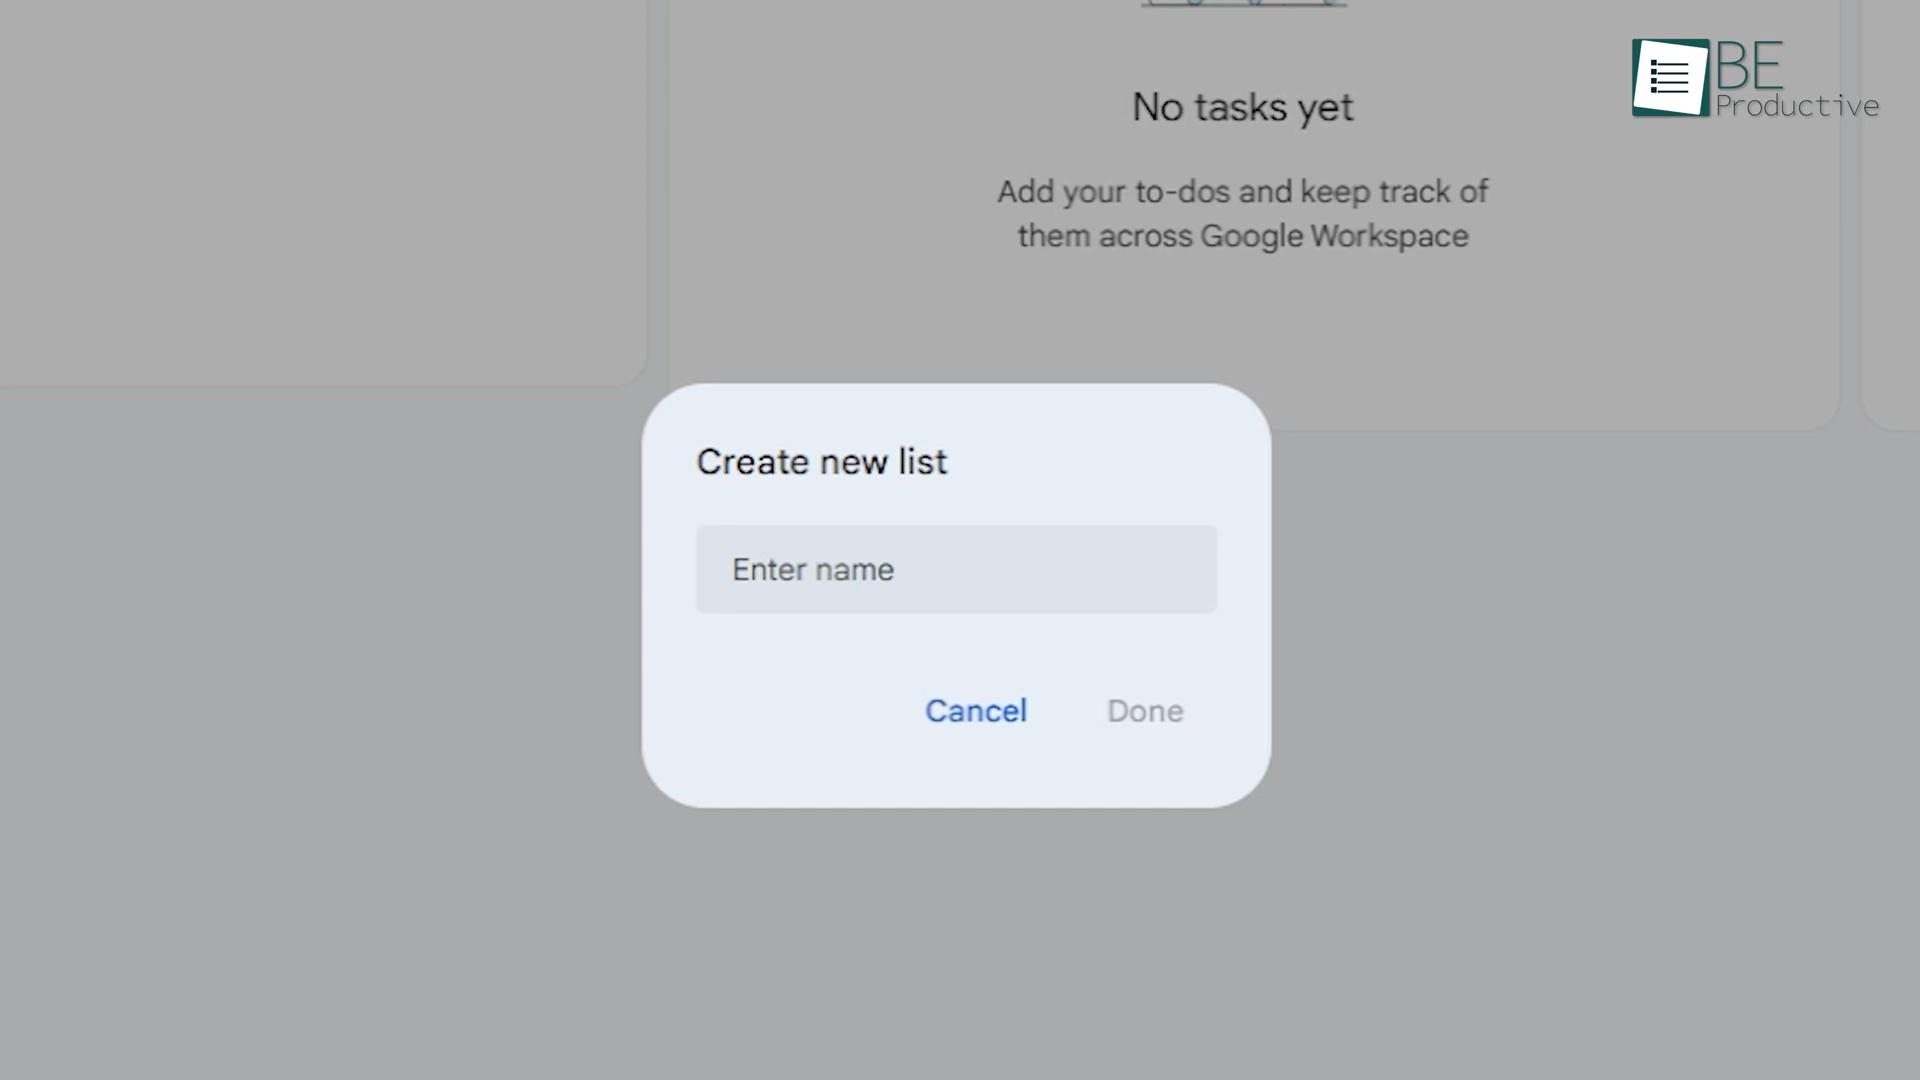 BE
Productive
No tasks yet
Add your to-dos and keep track of
them across Google Workspace
Create new list
Enter name
Cancel Done